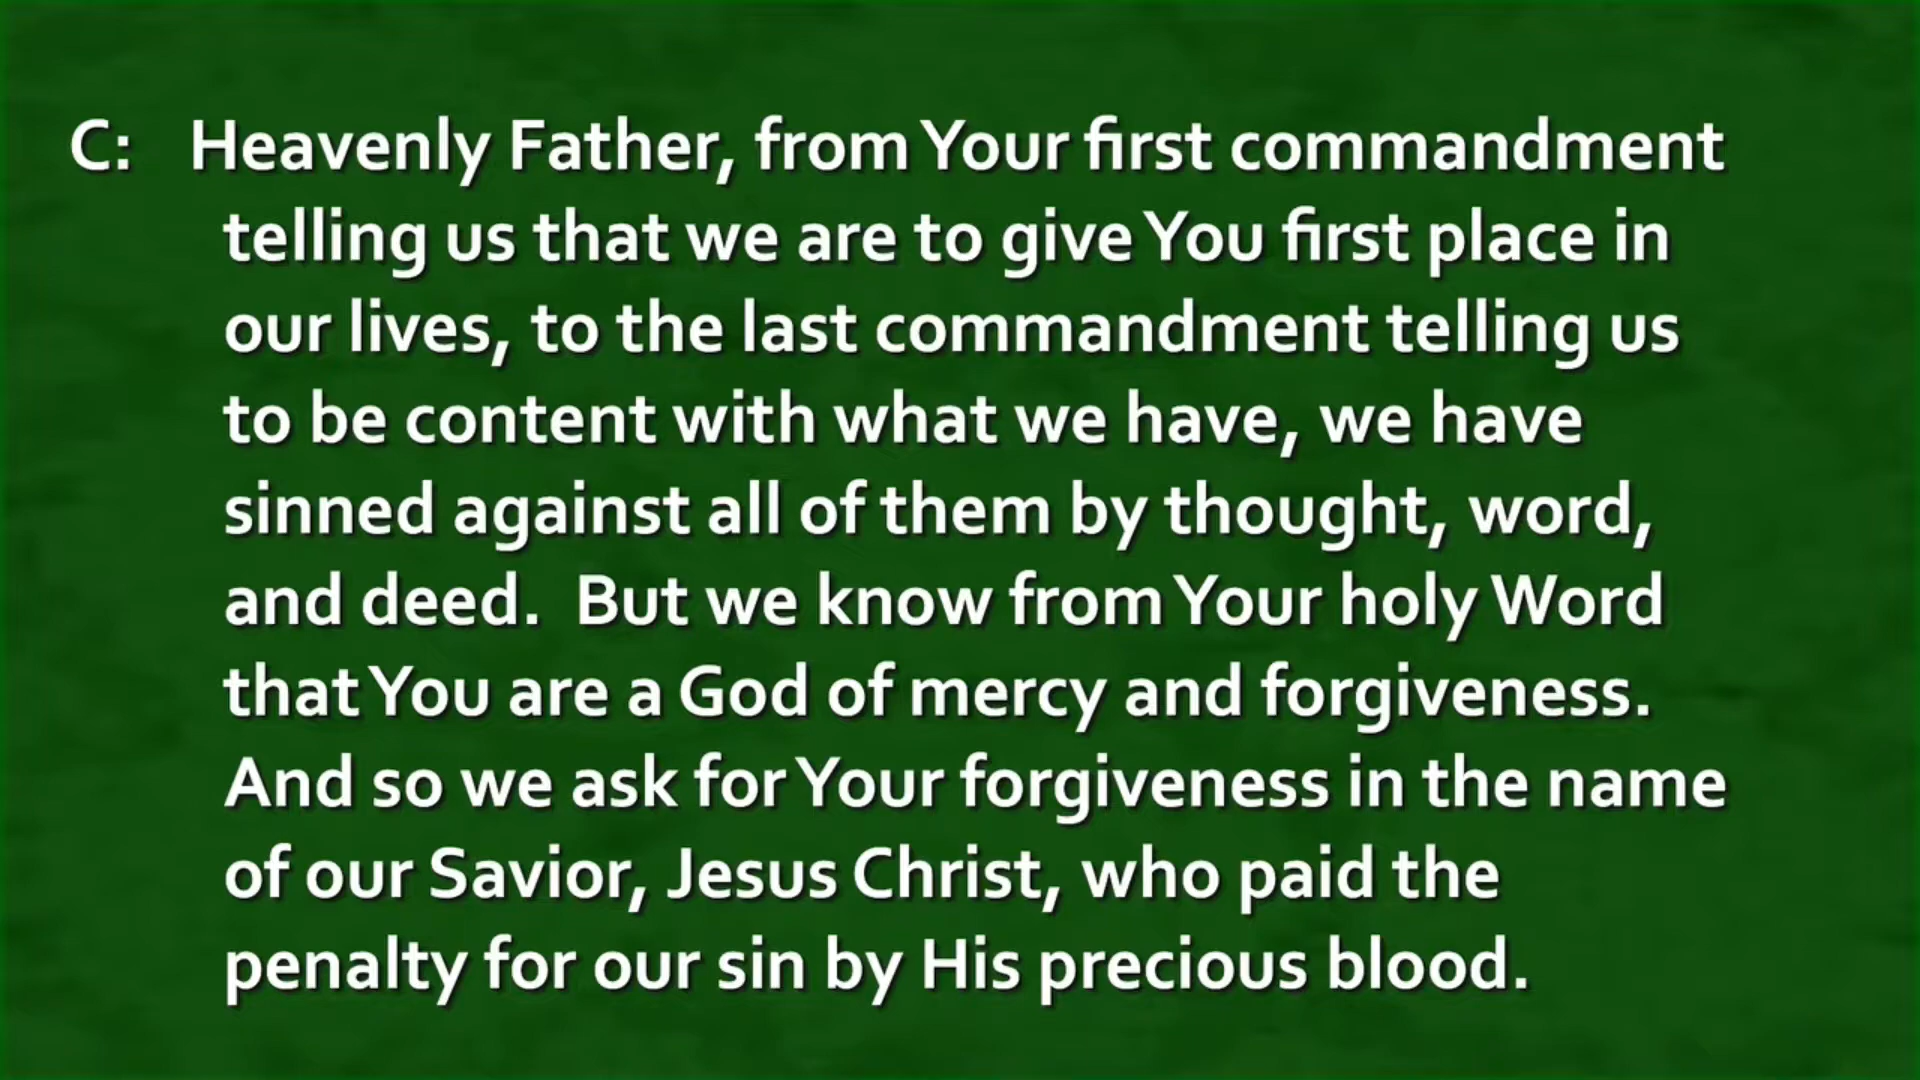 C: Heavenly Father, from Your first commandment
telling us that we are to give You first place in
our lives, to the last commandment telling us
to be content with what we have, we have
sinned against all of them by thought, word,
and deed.  But we know from Your holy Word
that You are a God of mercy and forgiveness.
And so we ask for Your forgiveness in the name
of our Savior, Jesus Christ, who paid the
penalty for our sin by His precious blood.